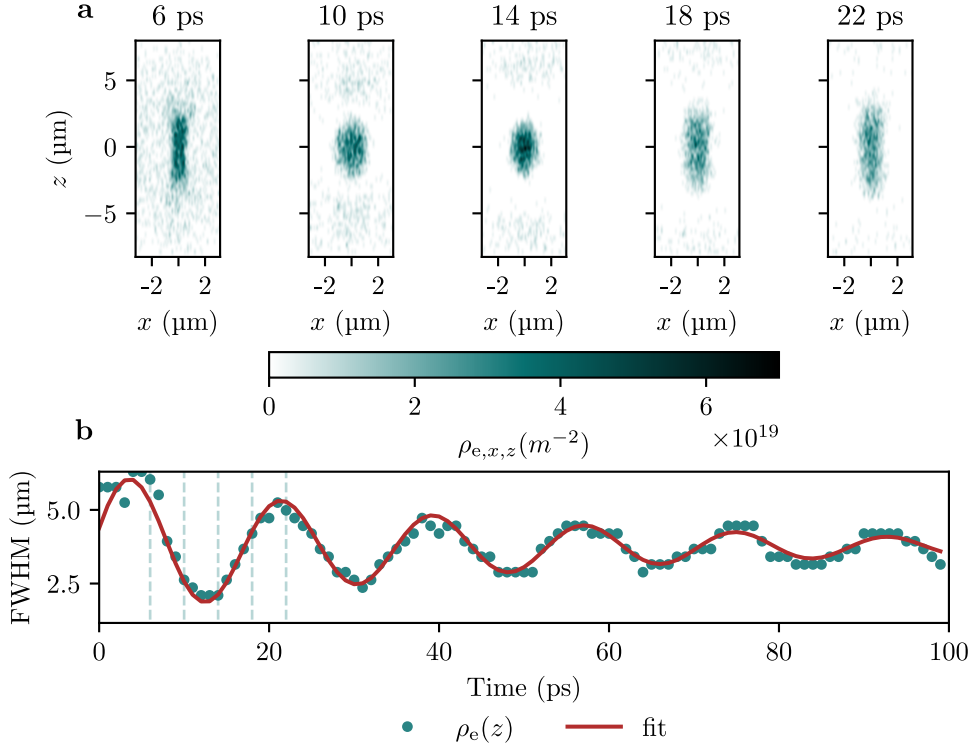 a
6 ps 10 ps 14 ps 18 ps 22 ps
5
0
−5
z (µm)
-2 2 -2 2 -2 2 -2 2 -2 2
x (µm) x (µm) x (µm) x (µm) x (µm)
0 2 4 6
ρe,x,z(m−2) ×10^19
b
5.0
2.5
FWHM (µm)
0 20 40 60 80 100
Time (ps)
ρe(z) fit